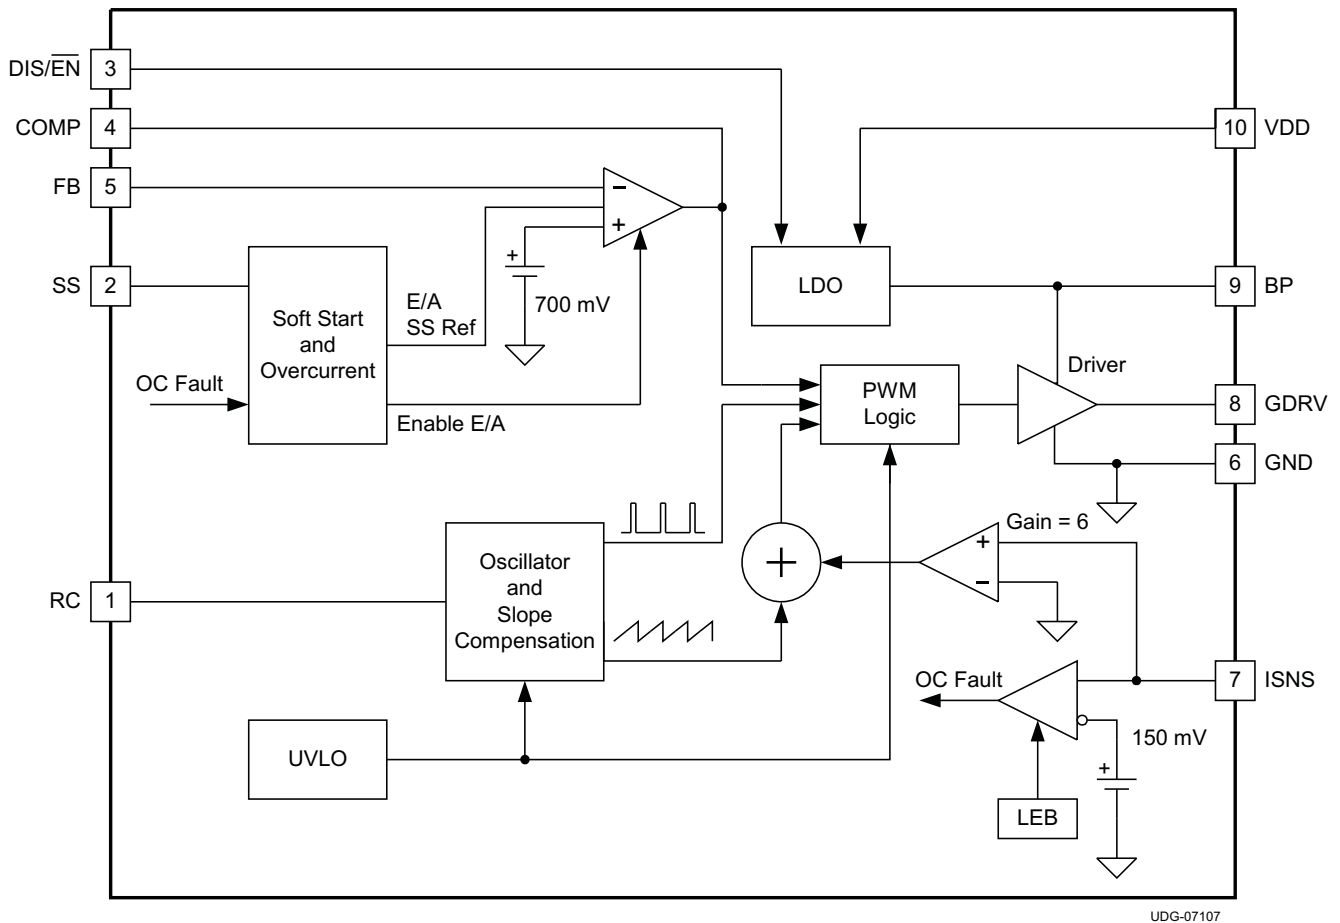 DIS/EN 3
COMP 4
10 VDD
FB 5
−
+
SS 2
+
700 mV
LDO
9 BP
Soft Start
and
Overcurrent
E/A
SS Ref
OC Fault
Enable E/A
PWM
Logic
Driver
8 GDRV
6 GND
Gain = 6
+
−
+
Oscillator
and
Slope
Compensation
RC 1
OC Fault
7 ISNS
150 mV
+
UVLO
LEB
UDG-07107